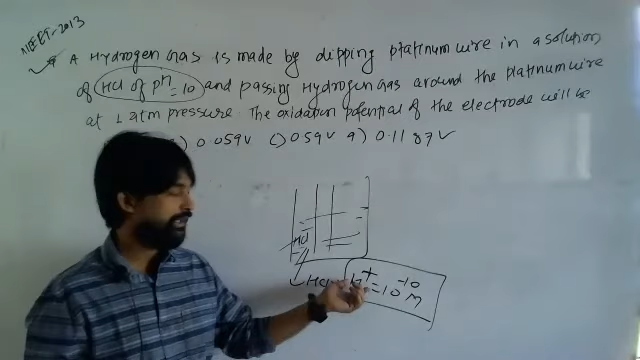 NEET-2013
A Hydrogen Gas is made by dipping platinum wire in a solution
of HCl of pH = 10 and passing Hydrogen gas around the platinum wire
at 1 atm pressure. The oxidation potential of the electrode will be
) 0.059V c) 0.59V a) 0.1187V
HCl
HCl H+ = 10-10 M